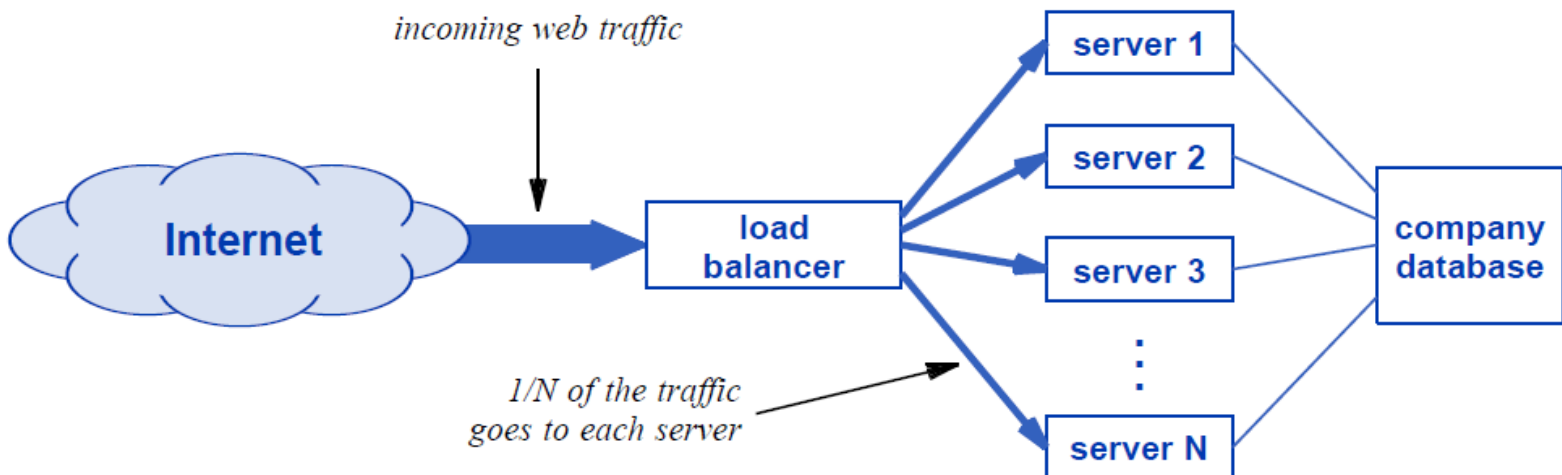 incoming web traffic
Internet
load
balancer
server 1
server 2
server 3
server N
company
database
1/N of the traffic
goes to each server